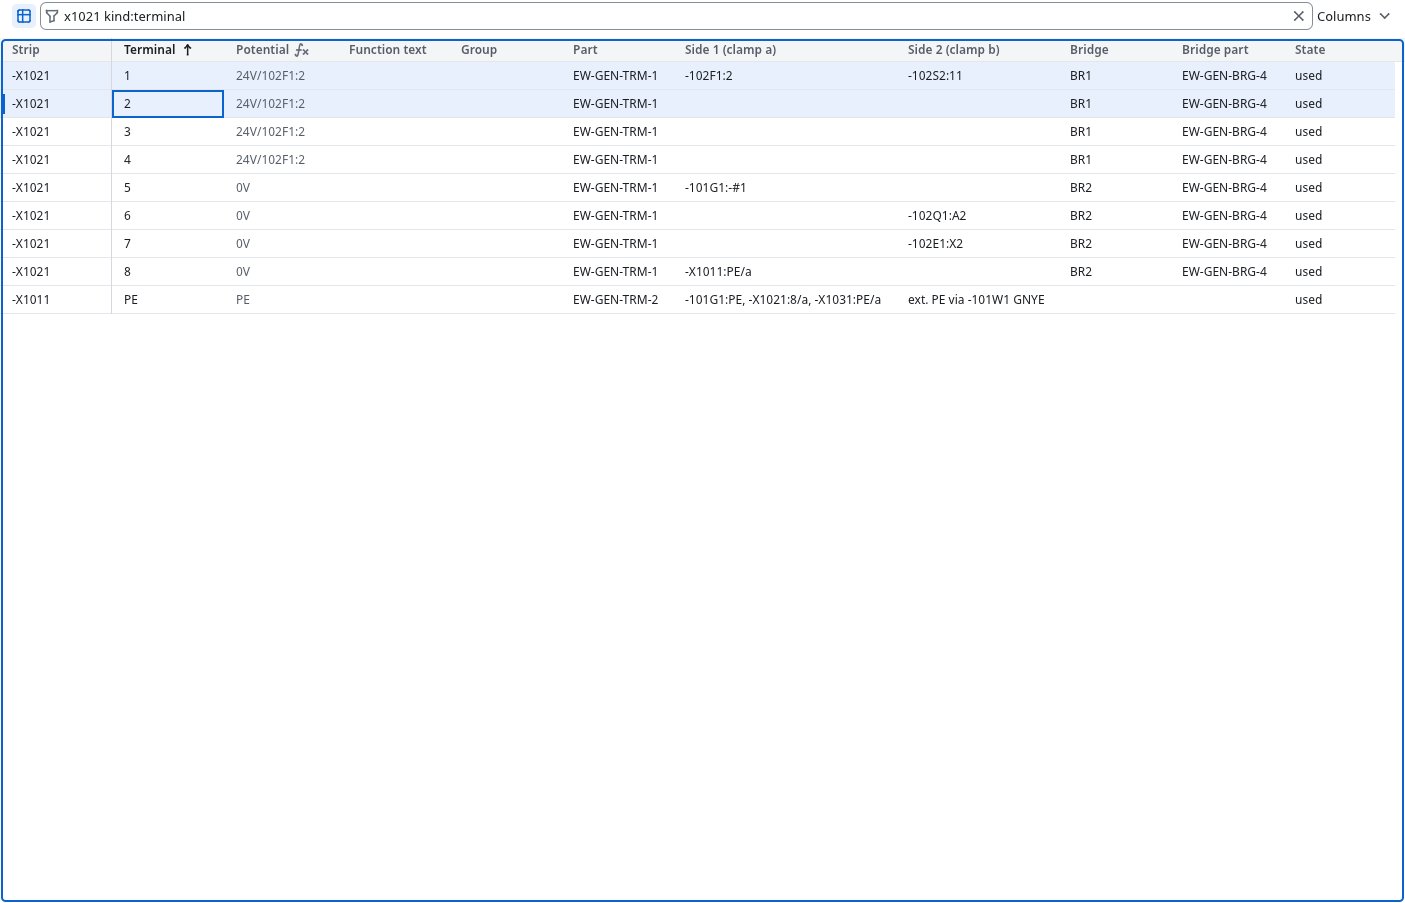 x1021 kind:terminal Columns
Strip Terminal ↑ Potential fx Function text Group Part Side 1 (clamp a) Side 2 (clamp b) Bridge Bridge part State
-X1021 1 24V/102F1:2 EW-GEN-TRM-1 -102F1:2 -102S2:11 BR1 EW-GEN-BRG-4 used
-X1021 2 24V/102F1:2 EW-GEN-TRM-1 BR1 EW-GEN-BRG-4 used
-X1021 3 24V/102F1:2 EW-GEN-TRM-1 BR1 EW-GEN-BRG-4 used
-X1021 4 24V/102F1:2 EW-GEN-TRM-1 BR1 EW-GEN-BRG-4 used
-X1021 5 0V EW-GEN-TRM-1 -101G1:-#1 BR2 EW-GEN-BRG-4 used
-X1021 6 0V EW-GEN-TRM-1 -102Q1:A2 BR2 EW-GEN-BRG-4 used
-X1021 7 0V EW-GEN-TRM-1 -102E1:X2 BR2 EW-GEN-BRG-4 used
-X1021 8 0V EW-GEN-TRM-1 -X1011:PE/a BR2 EW-GEN-BRG-4 used
-X1011 PE PE EW-GEN-TRM-2 -101G1:PE, -X1021:8/a, -X1031:PE/a ext. PE via -101W1 GNYE used